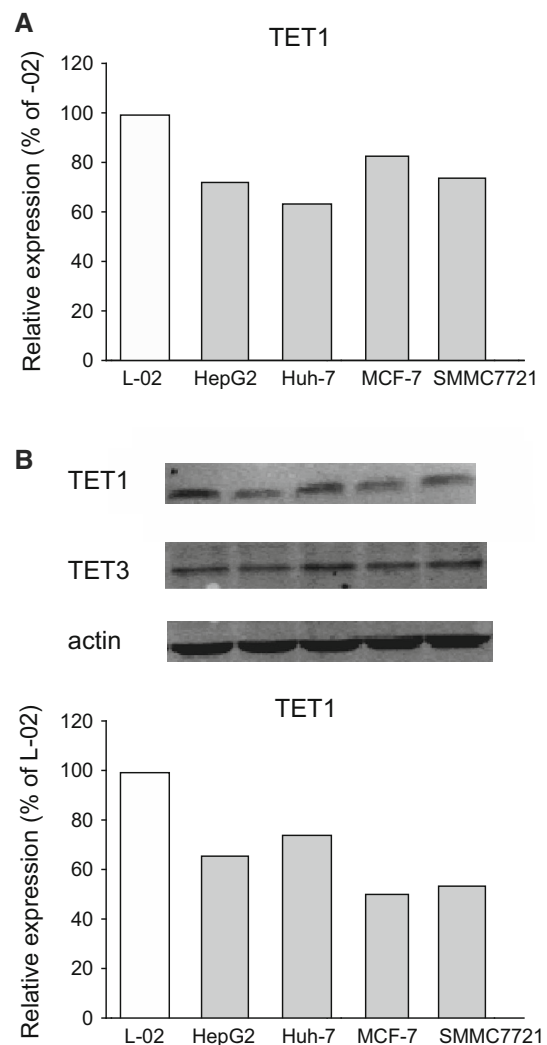 A
TET1
Relative expression (% of -02)
120
100
80
60
40
20
0
L-02 HepG2 Huh-7 MCF-7 SMMC7721
B
TET1
TET3
actin
TET1
Relative expression (% of L-02)
120
100
80
60
40
20
0
L-02 HepG2 Huh-7 MCF-7 SMMC7721